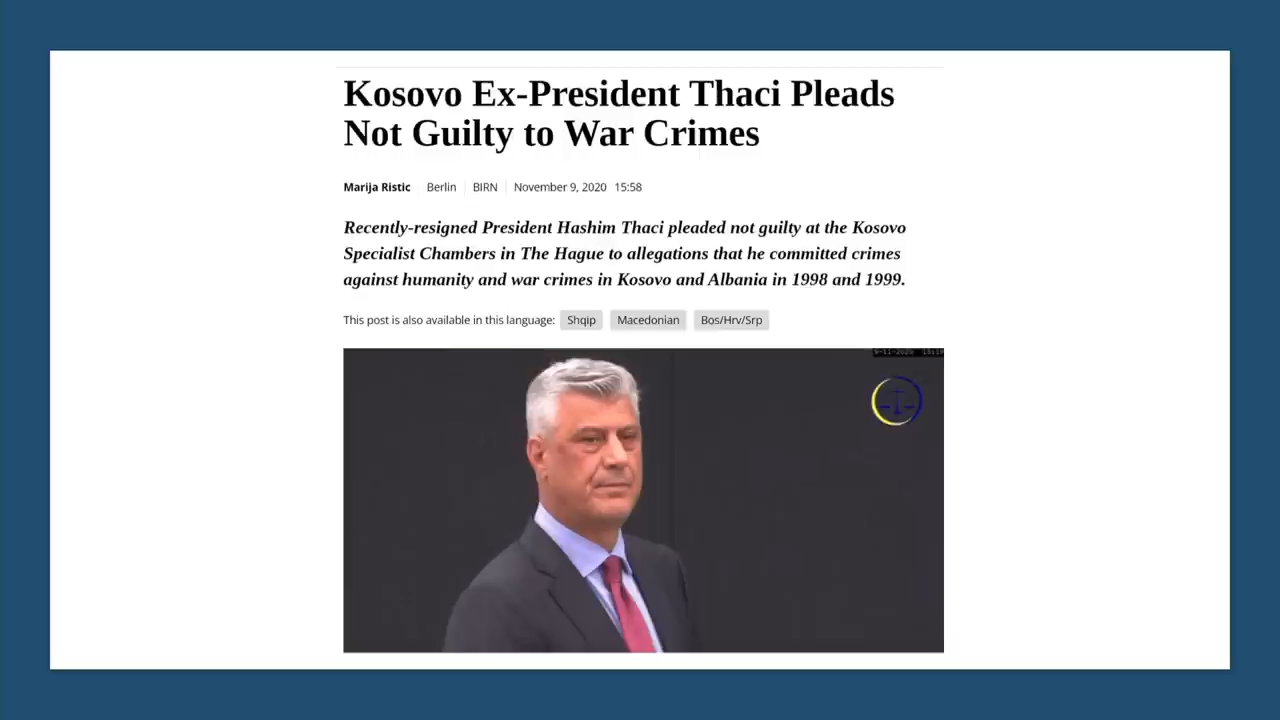 Kosovo Ex-President Thaci Pleads
Not Guilty to War Crimes
Marija Ristic Berlin BIRN November 9, 2020 15:58
Recently-resigned President Hashim Thaci pleaded not guilty at the Kosovo
Specialist Chambers in The Hague to allegations that he committed crimes
against humanity and war crimes in Kosovo and Albania in 1998 and 1999.
This post is also available in this language: Shqip Macedonian Bos/Hrv/Srp